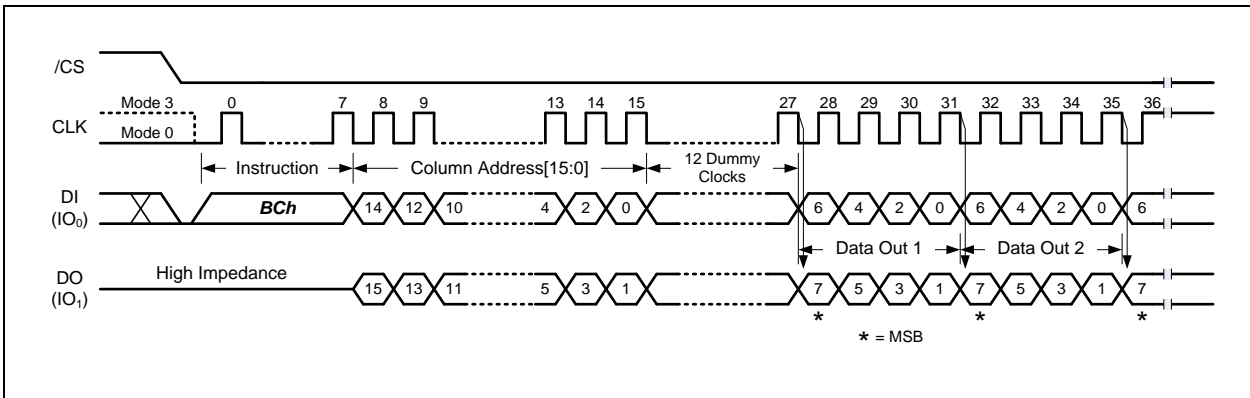 /CS
Mode 3 0 7 8 9 13 14 15 27 28 29 30 31 32 33 34 35 36
CLK
Mode 0
Instruction Column Address[15:0] 12 Dummy
Clocks
DI
(IO0)
BCh 14 12 10 4 2 0 6 4 2 0 6 4 2 0 6
Data Out 1 Data Out 2
DO
(IO1)
High Impedance
15 13 11 5 3 1 7 5 3 1 7 5 3 1 7
* * *
* = MSB